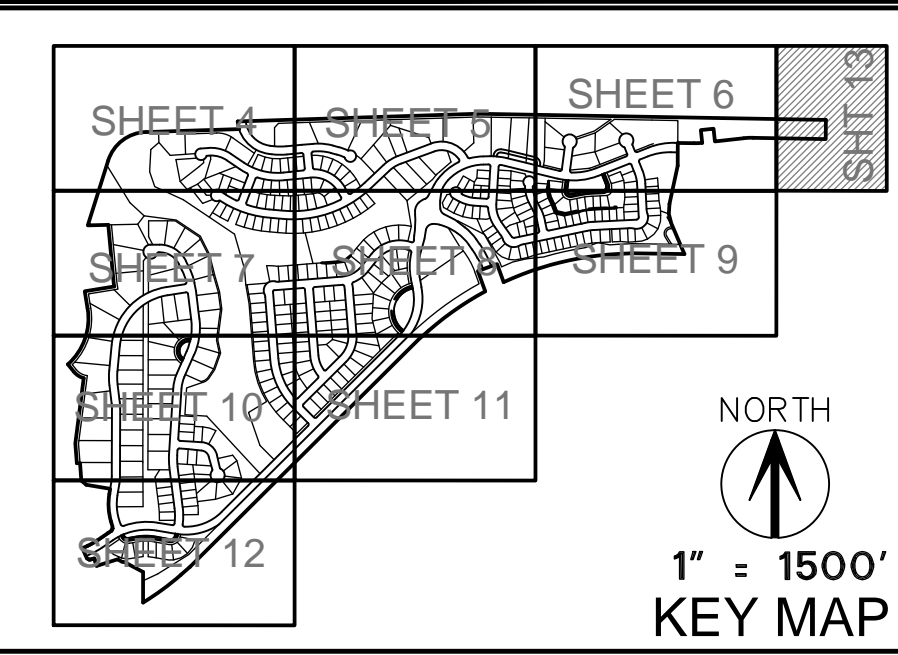 SHEET 4
SHEET 5
SHEET 6
SHT 13
SHEET 7
SHEET 8
SHEET 9
SHEET 10
SHEET 11
SHEET 12
NORTH
1" = 1500'
KEY MAP